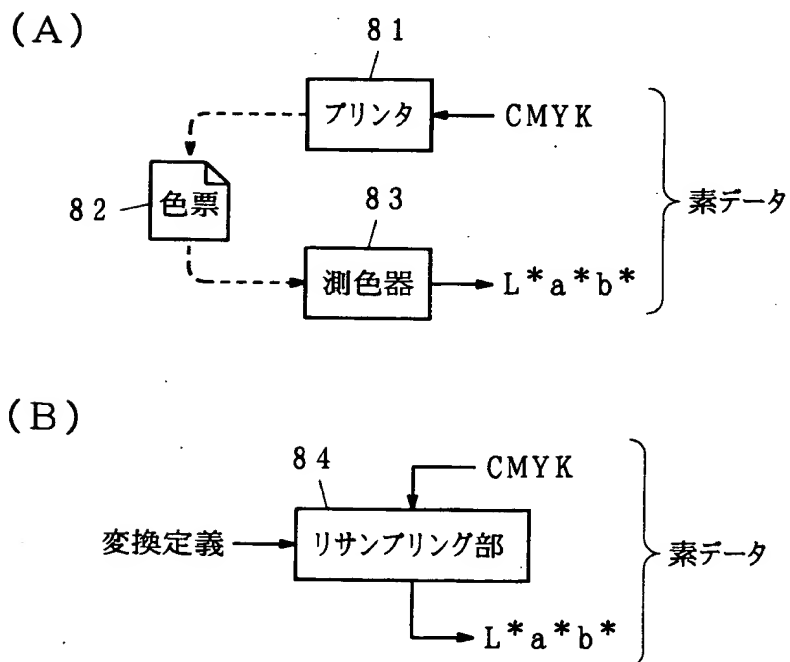 (A)
81
プリンタ
CMYK
82
色票
素データ
83
測色器
L*a*b*
(B)
84
CMYK
変換定義
リサンプリング部
素データ
L*a*b*